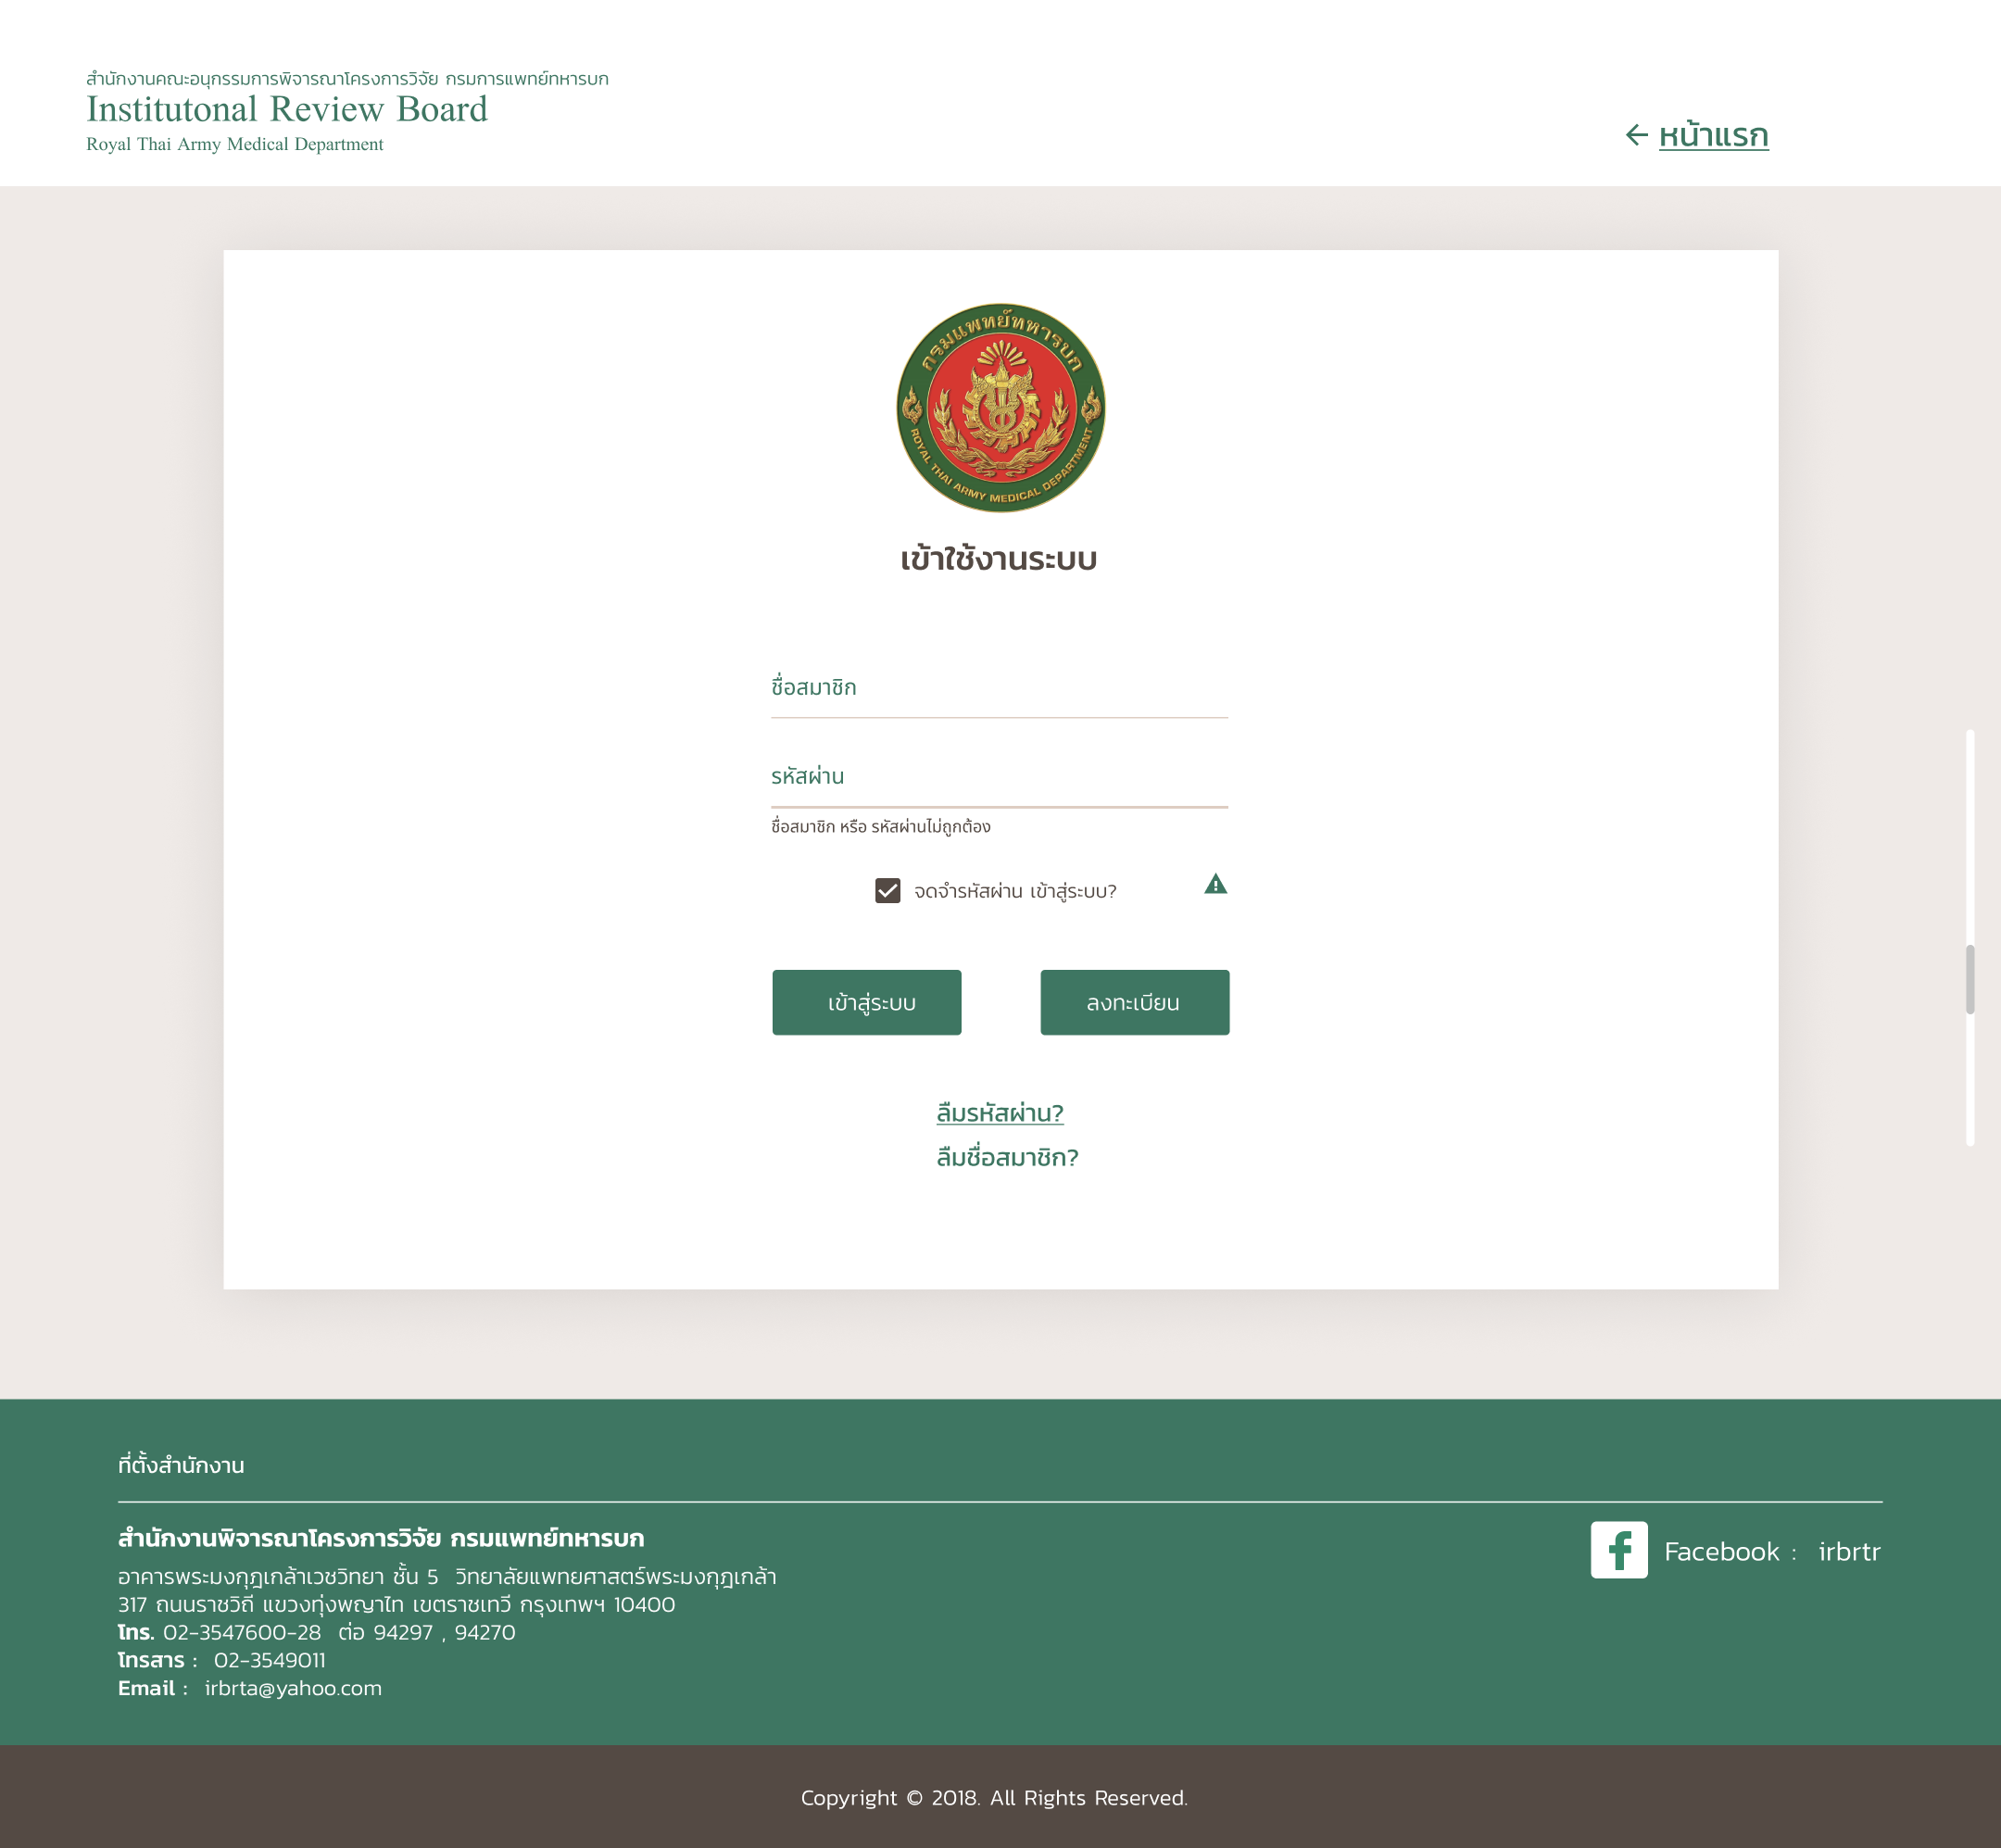 สำนักงานคณะอนุกรรมการพิจารณาโครงการวิจัย กรมการแพทย์ทหารบก
Institutonal Review Board
Royal Thai Army Medical Department
← หน้าแรก
กรมแพทย์ทหารบก
ROYAL THAI ARMY MEDICAL DEPARTMENT
เข้าใช้งานระบบ
ชื่อสมาชิก
รหัสผ่าน
ชื่อสมาชิก หรือ รหัสผ่านไม่ถูกต้อง
จดจำรหัสผ่าน เข้าสู่ระบบ?
เข้าสู่ระบบ
ลงทะเบียน
ลืมรหัสผ่าน?
ลืมชื่อสมาชิก?
ที่ตั้งสำนักงาน
สำนักงานพิจารณาโครงการวิจัย กรมแพทย์ทหารบก
อาคารพระมงกุฎเกล้าเวชวิทยา ชั้น 5 วิทยาลัยแพทยศาสตร์พระมงกุฎเกล้า
317 ถนนราชวิถี แขวงทุ่งพญาไท เขตราชเทวี กรุงเทพฯ 10400
โทร. 02-3547600-28 ต่อ 94297 , 94270
โทรสาร : 02-3549011
Email : irbrta@yahoo.com
Facebook : irbrtr
Copyright © 2018. All Rights Reserved.